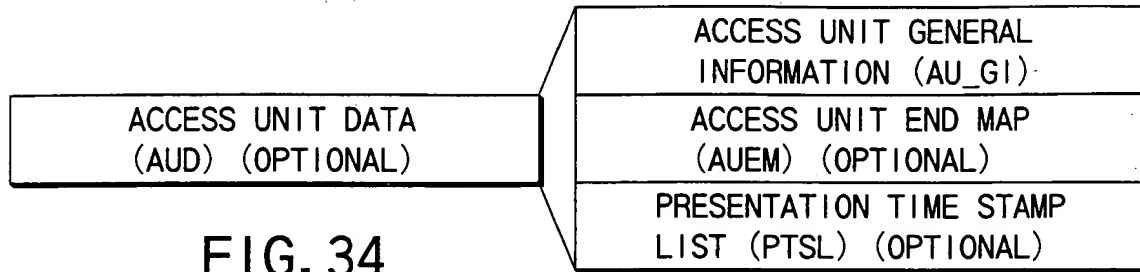 ACCESS UNIT DATA
(AUD) (OPTIONAL)
ACCESS UNIT GENERAL
INFORMATION (AU_GI)
ACCESS UNIT END MAP
(AUEM) (OPTIONAL)
PRESENTATION TIME STAMP
LIST (PTSL) (OPTIONAL)
FIG. 34